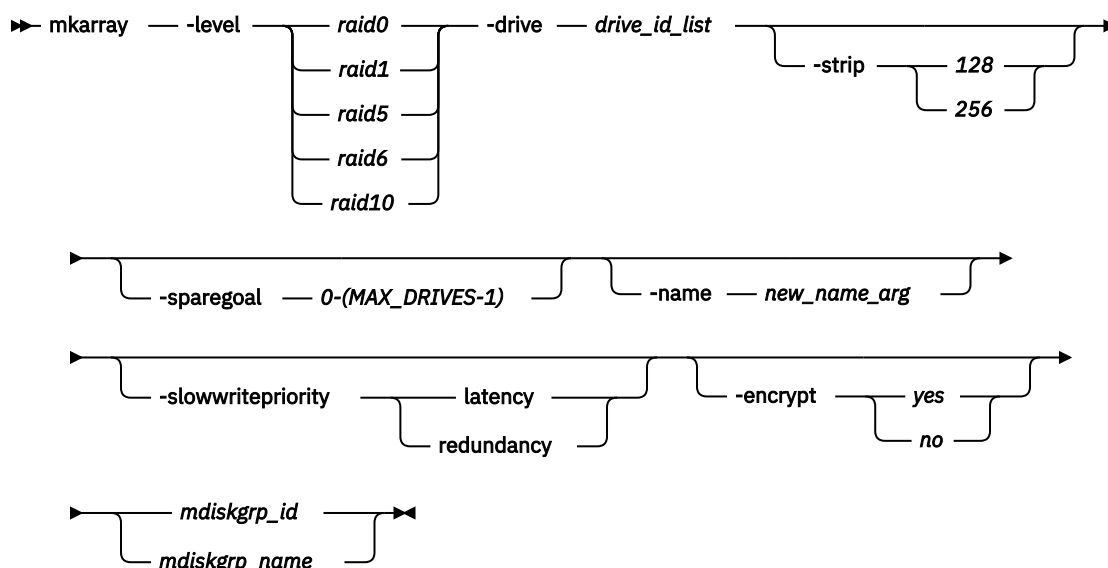 mkarray -level raid0 -drive drive_id_list
raid1 -strip 128
raid5 256
raid6
raid10
-sparegoal 0-(MAX_DRIVES-1) -name new_name_arg
-slowwritepriority latency -encrypt yes
redundancy no
mdiskgrp_id
mdiskgrp_name